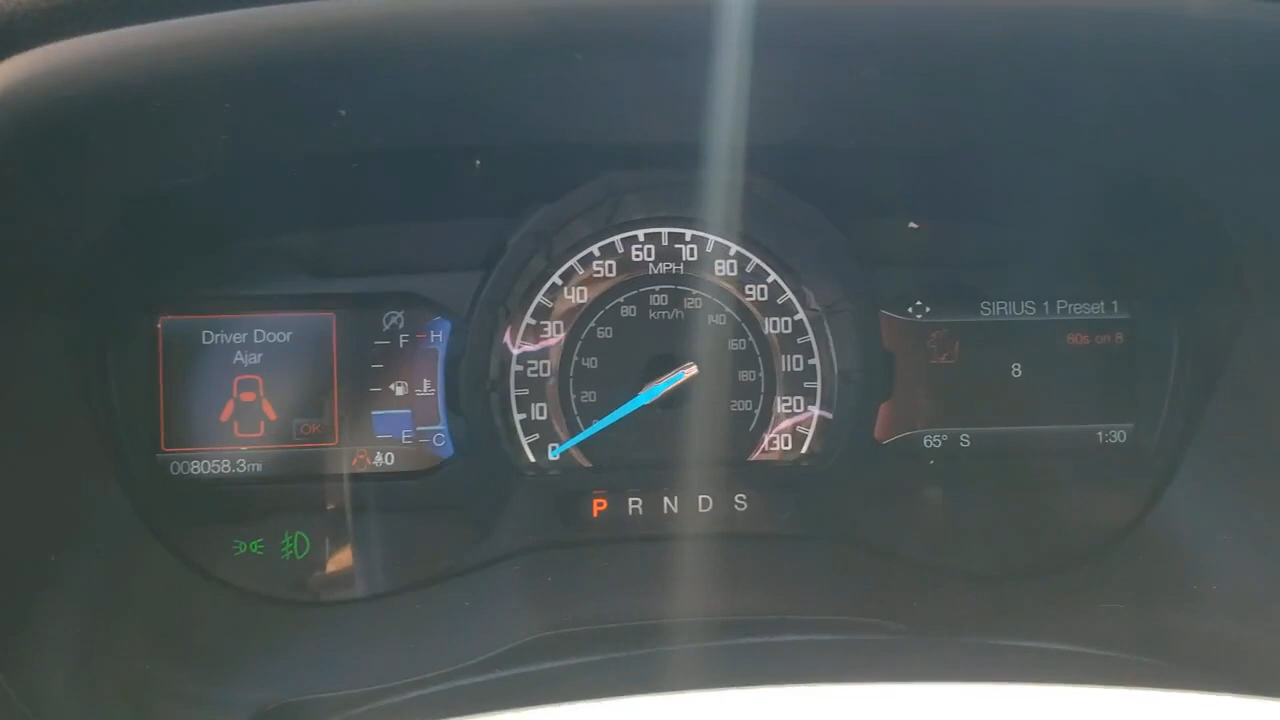 Driver Door
Ajar
OK
008058.3mi
0
F
H
E
C
0
10
20
30
40
50
60
70
80
90
100
110
120
130
MPH
km/h
20
40
60
80
100
120
140
160
180
200
P R N D S
SIRIUS 1 Preset 1
80s on 8
8
65° S
1:30